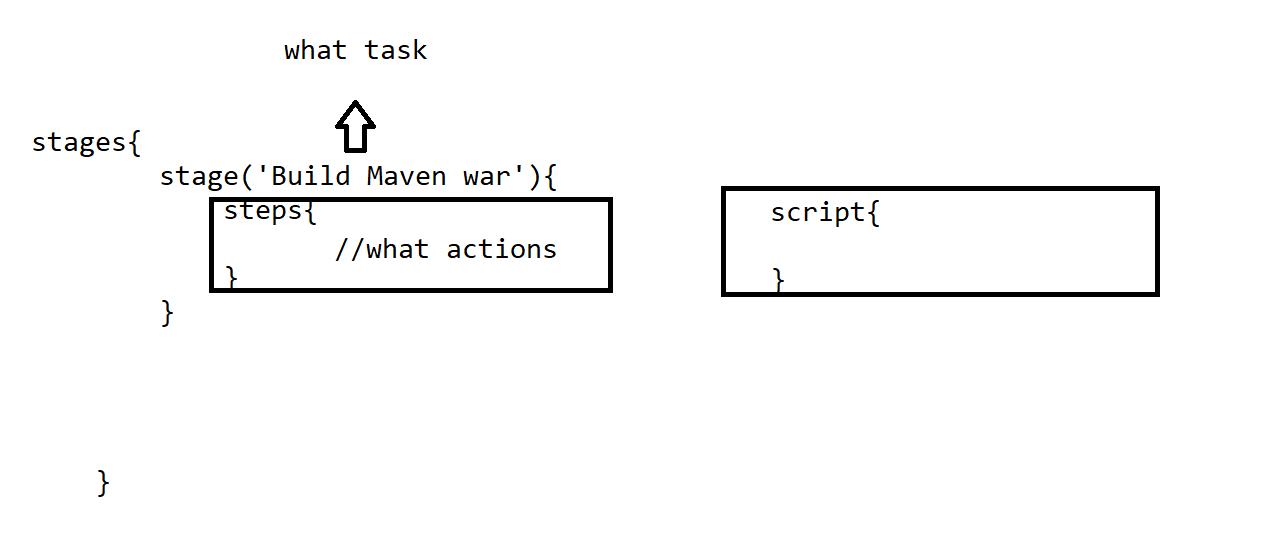 what task
stages{
stage('Build Maven war'){
steps{
//what actions
}
}
}
script{
}